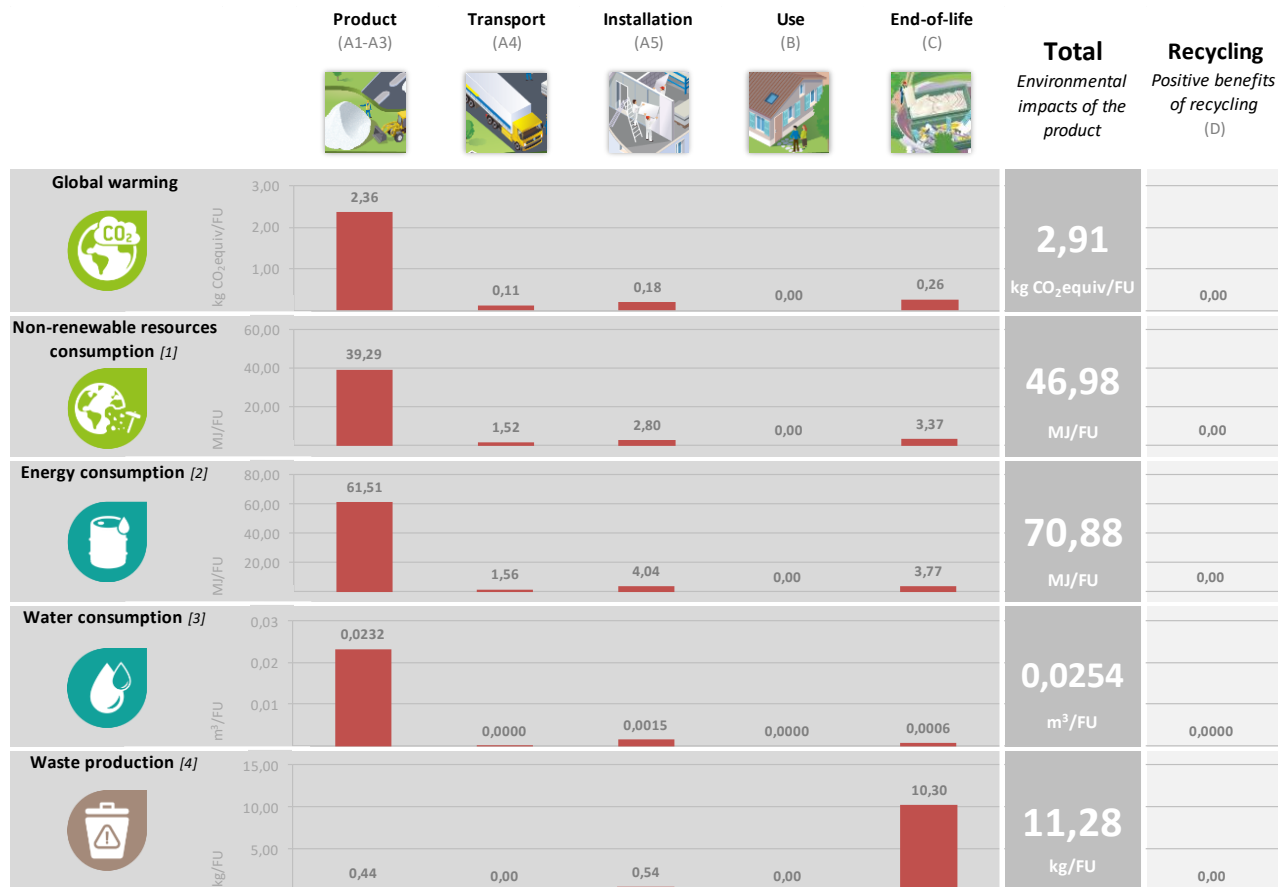 Product
(A1-A3)
Transport
(A4)
Installation
(A5)
Use
(B)
End-of-life
(C)
Total
Environmental
impacts of the
product
Recycling
Positive benefits
of recycling
(D)
Global warming
CO2
kg CO2equiv/FU
3,00
2,00
1,00
2,36
0,11
0,18
0,00
0,26
2,91
kg CO2equiv/FU
0,00
Non-renewable resources
consumption [1]
MJ/FU
60,00
40,00
20,00
39,29
1,52
2,80
0,00
3,37
46,98
MJ/FU
0,00
Energy consumption [2]
MJ/FU
80,00
60,00
40,00
20,00
61,51
1,56
4,04
0,00
3,77
70,88
MJ/FU
0,00
Water consumption [3]
m³/FU
0,03
0,02
0,01
0,0232
0,0000
0,0015
0,0000
0,0006
0,0254
m³/FU
0,0000
Waste production [4]
kg/FU
15,00
10,00
5,00
0,44
0,00
0,54
0,00
10,30
11,28
kg/FU
0,00